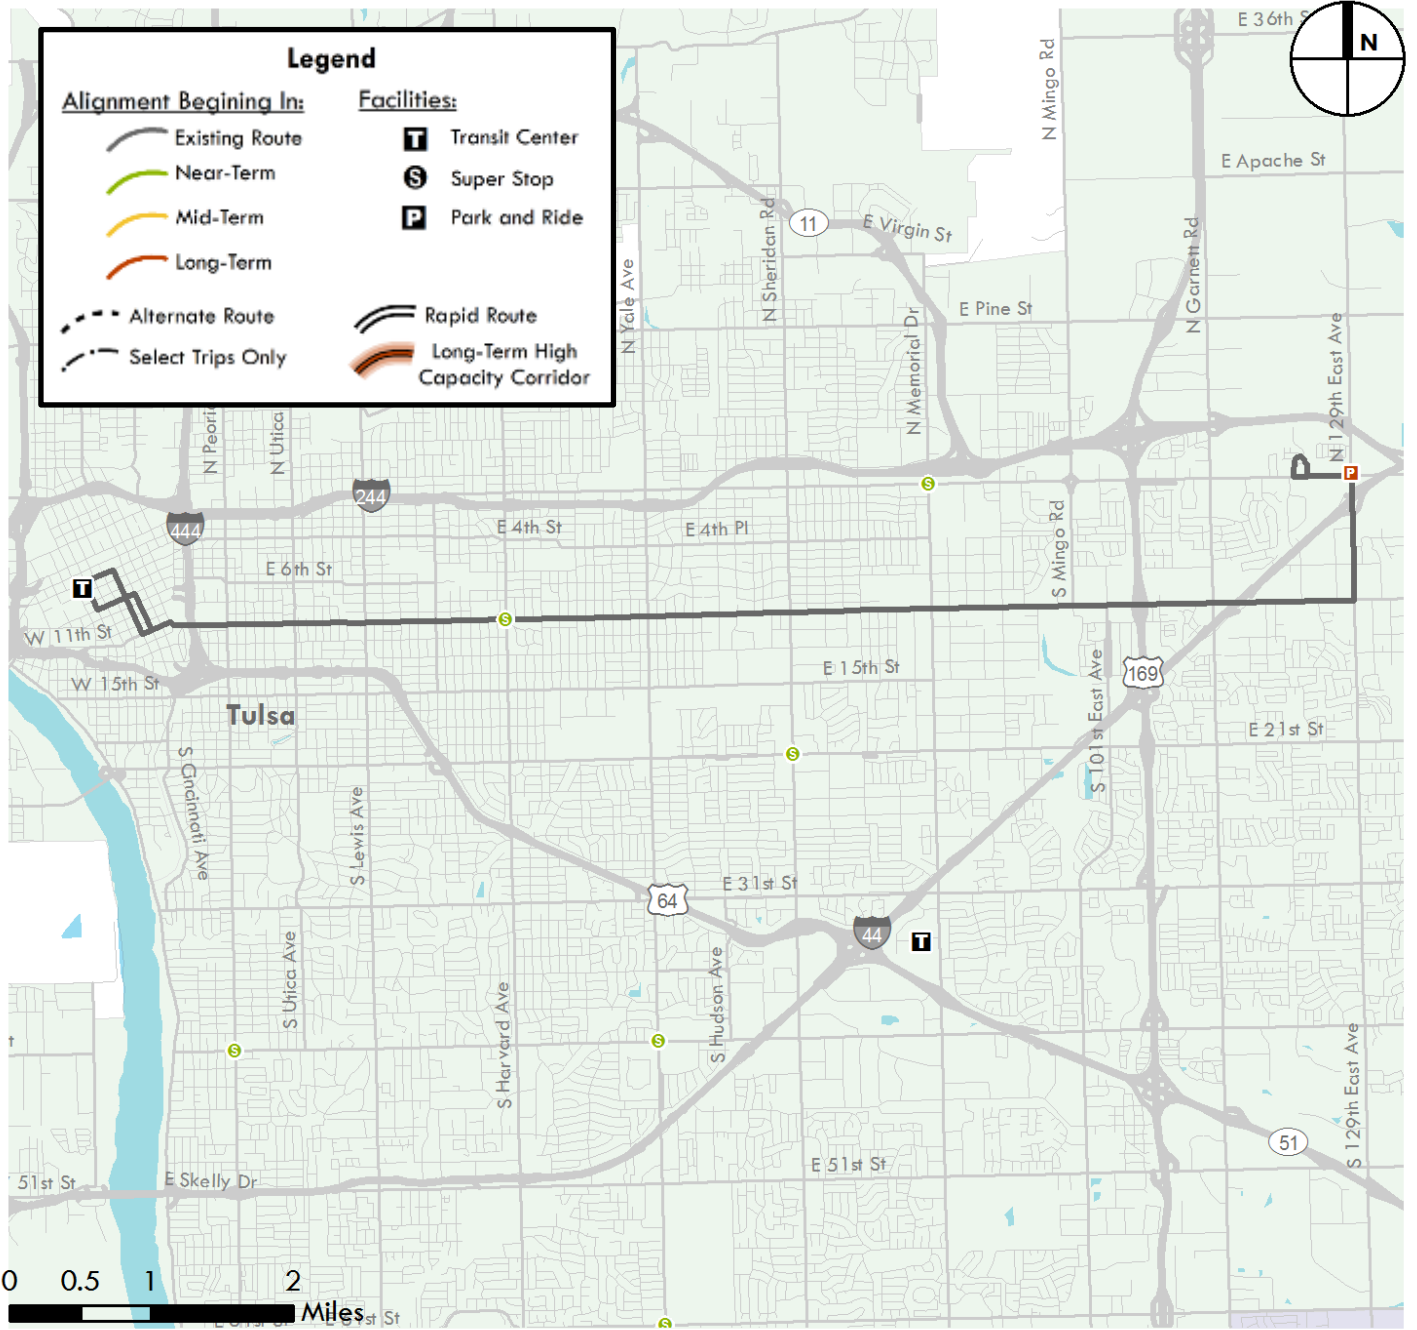 Legend
Alignment Begining In:
Facilities:
Existing Route
Near-Term
Mid-Term
Long-Term
T Transit Center
S Super Stop
P Park and Ride
Alternate Route
Select Trips Only
Rapid Route
Long-Term High
Capacity Corridor
N
E 36th S
N Mingo Rd
E Apache St
N Sheridan Rd
11
E Virgin St
N Garnett Rd
N Yale Ave
E Pine St
N Memorial Dr
N 129th East Ave
N Peori
N Utica
244
444
E 4th St
E 4th Pl
S
P
S Mingo Rd
E 6th St
T
S
W 11th St
E 15th St
W 15th St
169
S 101st East Ave
Tulsa
E 21st St
S
S Cincinnati Ave
S Lewis Ave
E 31st St
64
44
T
S Utica Ave
S Hudson Ave
S Harvard Ave
S
S
S 129th East Ave
51
E 51st St
51st St
E Skelly Dr
0 0.5 1 2
Miles
st St
S